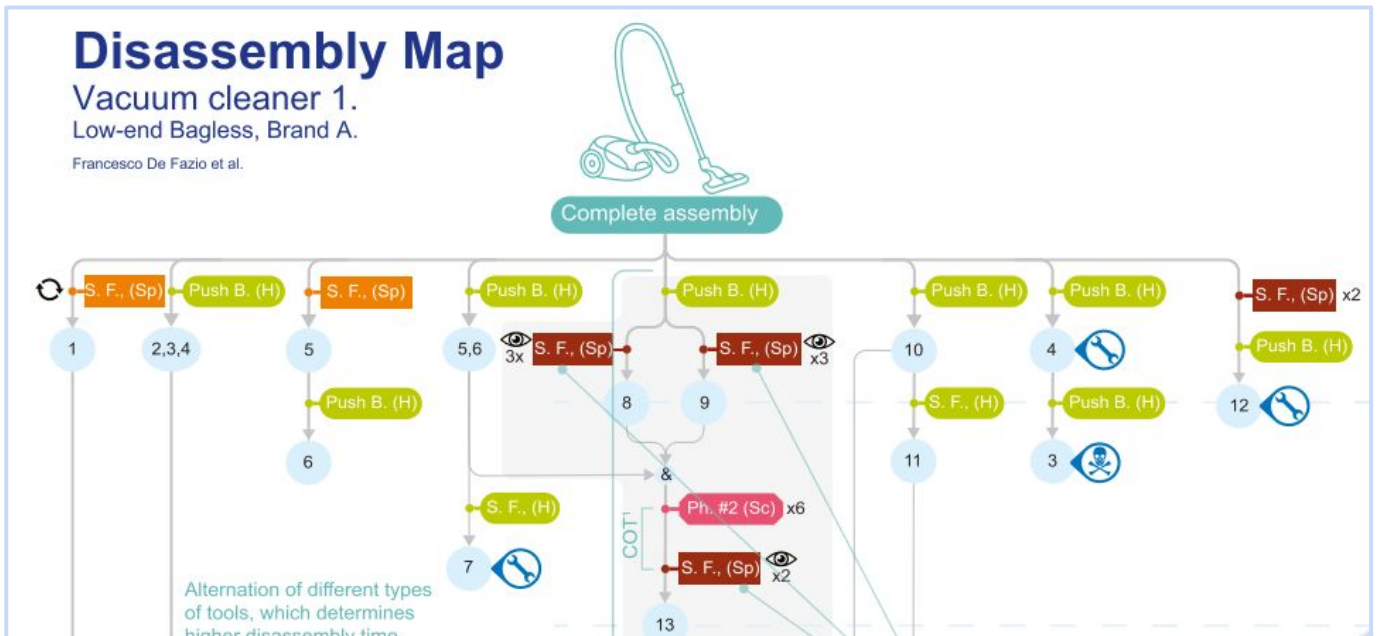 Disassembly Map
Vacuum cleaner 1.
Low-end Bagless, Brand A.
Francesco De Fazio et al.
Complete assembly
S. F., (Sp)
Push B. (H)
S. F., (Sp)
Push B. (H)
Push B. (H)
Push B. (H)
Push B. (H)
S. F., (Sp) x2
1
2,3,4
5
5,6
3x
S. F., (Sp)
S. F., (Sp)
x3
10
4
Push B. (H)
Push B. (H)
8
9
S. F., (H)
Push B. (H)
12
6
&
11
3
S. F., (H)
Ph. #2 (Sc) x6
COT'
7
S. F., (Sp)
x2
Alternation of different types
of tools, which determines
higher disassembly time
13